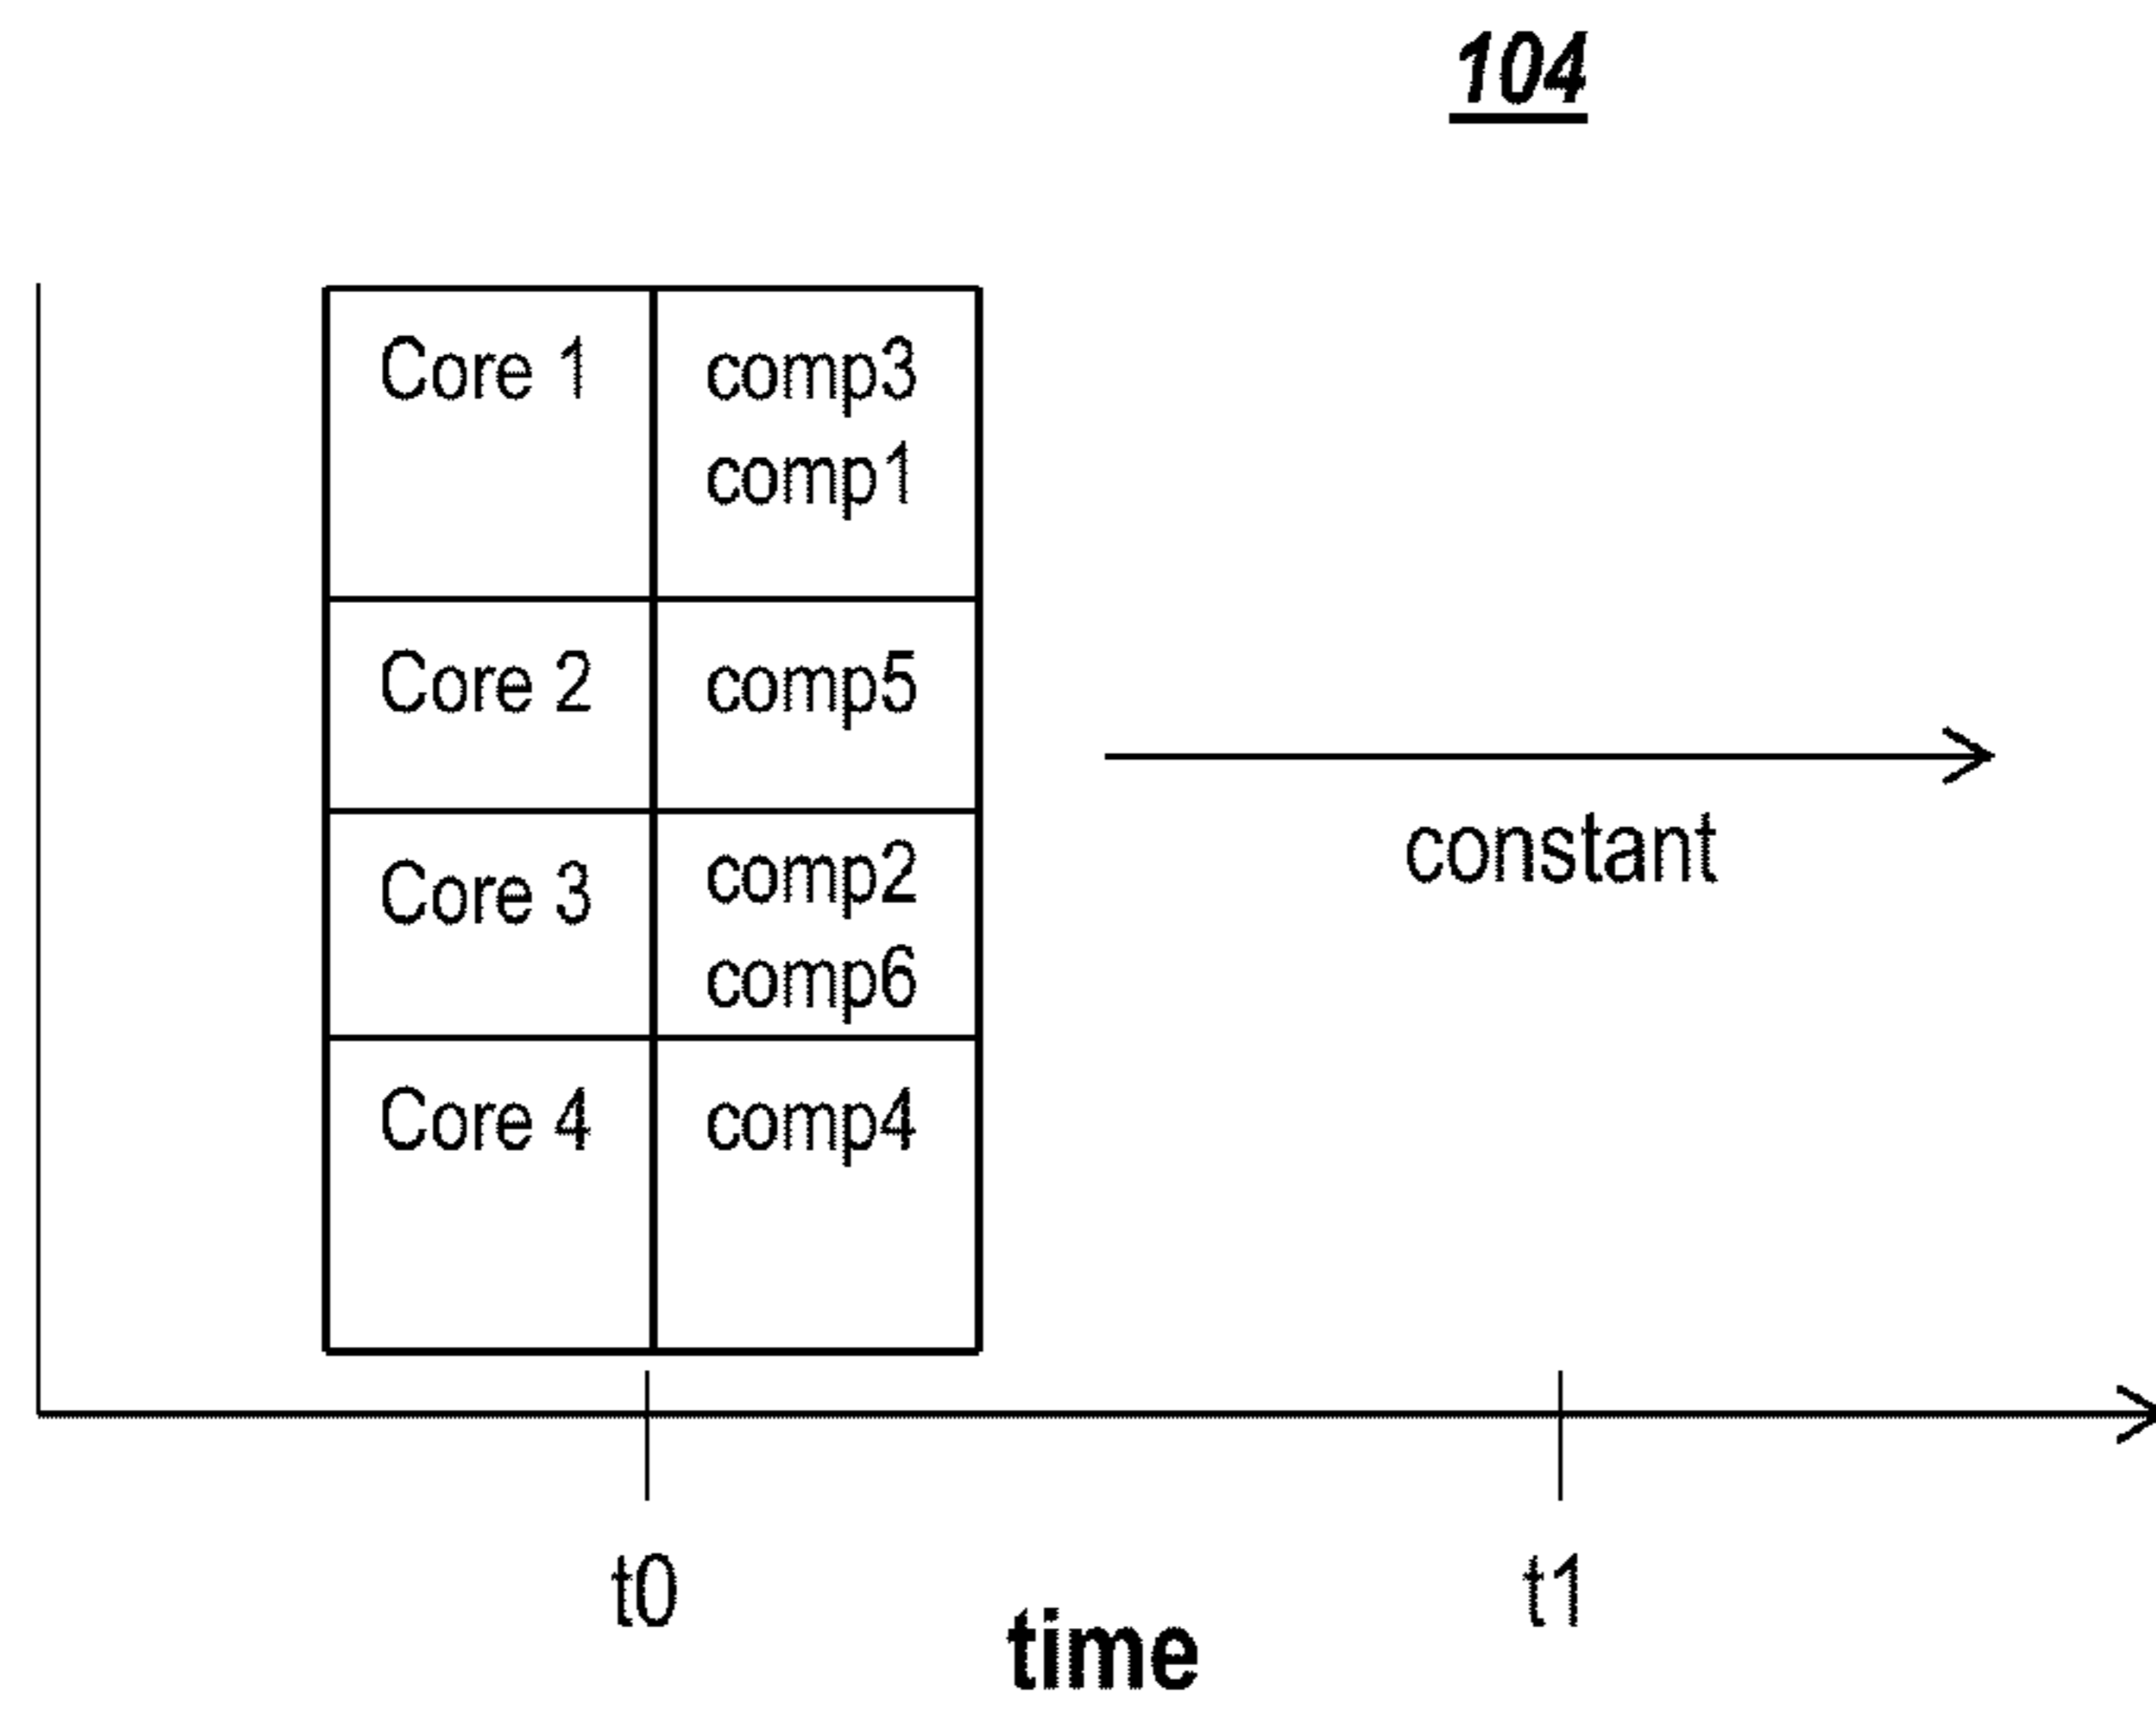 104
Core 1 comp3
comp1
Core 2 comp5
constant
Core 3 comp2
comp6
Core 4 comp4
t0 t1
time